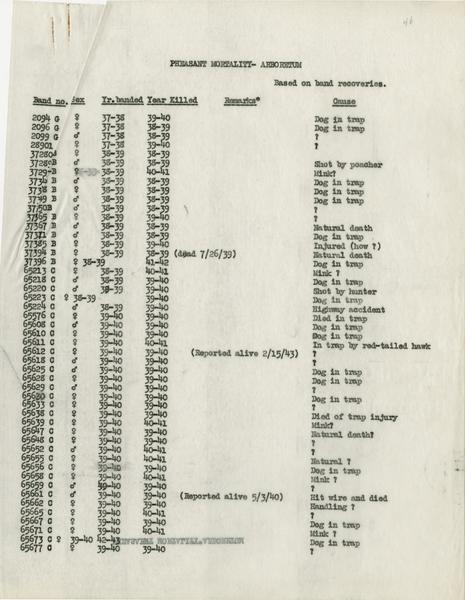 46
PHEASANT MORTALITY- ARBORETUM
Based on band recoveries.
Band no. Sex Yr.banded Year Killed Remarks* Cause
2094 G ♀ 37-38 39-40 Dog in trap
2096 G ♀ 37-38 39-40 Dog in trap
2099 G ♂ 37-38 39-40 ?
28901 ♀ 37-38 39-40 ?
37280A ♀ 38-39 38-39
37280B ♂ 38-39 38-39 Shot by poacher
3729-B ♀ 38-39 40-41 Mink?
3734 B ♀ 38-39 38-39 Dog in trap
3738 B ♀ 38-39 38-39 Dog in trap
3749 B ♂ 38-39 38-39 Dog in trap
3750B ♂ 38-39 38-39 ?
37365 B ♀ 38-39 39-40 ?
37367 B ♂ 38-39 38-39 Natural death
37371 B ♀ 38-39 38-39 Dog in trap
37385 B ♀ 38-39 39-40 Injured (how ?)
37394 B ♀ 38-39 38-39 (dead 7/26/39) Natural death
37396 B ♀ 38-39 41-42 Dog in trap
65213 C ♂ 38-39 40-41 Mink ?
65218 C ♂ 38-39 39-40 Dog in trap
65220 C ♂ 38-39 39-40 Shot by hunter
65223 C ♀ 38-39 39-40 Dog in trap
65224 C ♂ 38-39 39-40 Highway accident
65576 C ♀ 39-40 39-40 Died in trap
65608 C ♂ 39-40 39-40 Dog in trap
65610 C ♀ 39-40 39-40 Dog in trap
65611 C ♀ 39-40 40-41 In trap by red-tailed hawk
65612 C ♀ 39-40 39-40 (Reported alive 2/15/43) ?
65618 C ♂ 39-40 39-40 ?
65625 C ♂ 39-40 39-40 Dog in trap
65628 C ♀ 39-40 39-40 Dog in trap
65629 C ♂ 39-40 39-40 ?
65630 C ♀ 39-40 39-40 Dog in trap
65633 C ♀ 39-40 39-40 ?
65638 C ♂ 39-40 39-40 Died of trap injury
65639 C ♀ 39-40 39-40 Mink?
65647 C ♀ 39-40 40-41 Natural death?
65648 C ♀ 39-40 40-41 ?
65652 C ♀ 39-40 39-40 ?
65655 C ♀ 39-40 40-41 Natural ?
65656 C ♀ 39-40 39-40 Dog in trap
65658 C ♀ 39-40 40-41 Mink ?
65659 C ♂ 39-40 40-41 ?
65661 C ♂ 39-40 39-40 (Reported alive 5/3/40) Hit wire and died
65662 C ♀ 39-40 39-40 Handling ?
65665 C ♀ 39-40 40-41 ?
65667 C ♀ 39-40 39-40 Dog in trap
65671 C ♀ 39-40 40-41 Mink ?
65673 C ♀ 39-40 42-43 Dog in trap
65677 C ♀ 39-40 39-40 ?